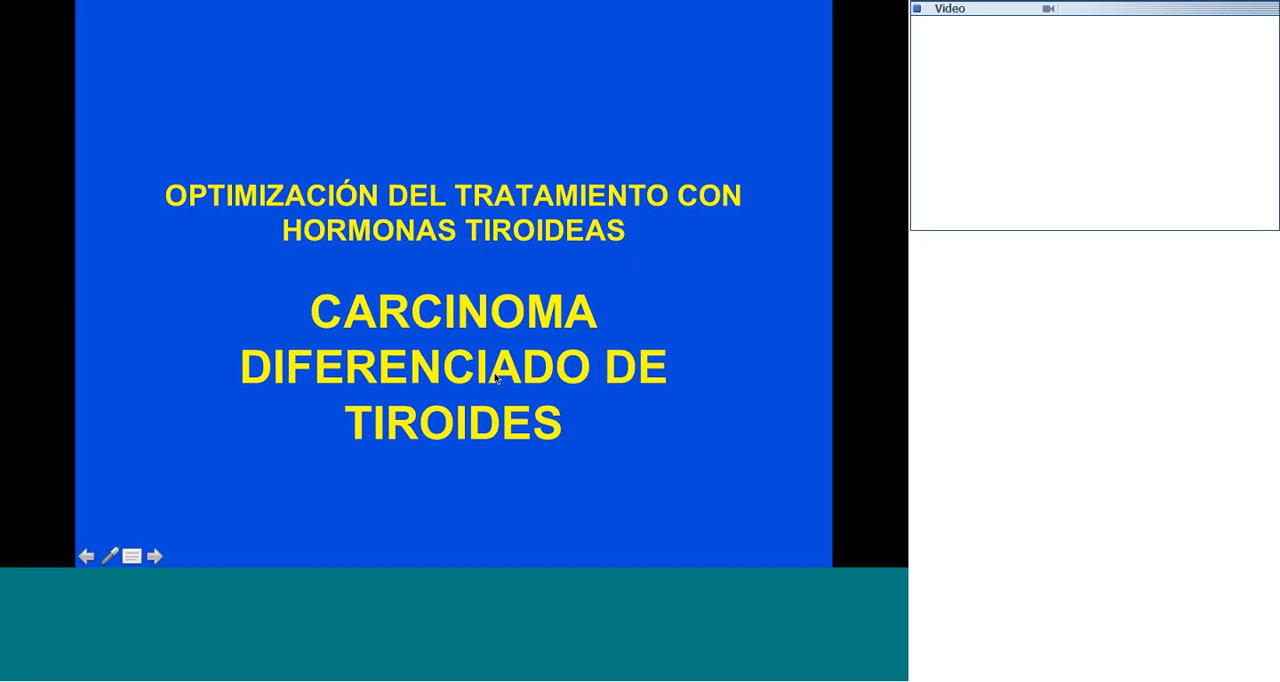 Video
OPTIMIZACIÓN DEL TRATAMIENTO CON
HORMONAS TIROIDEAS
CARCINOMA
DIFERENCIADO DE
TIROIDES